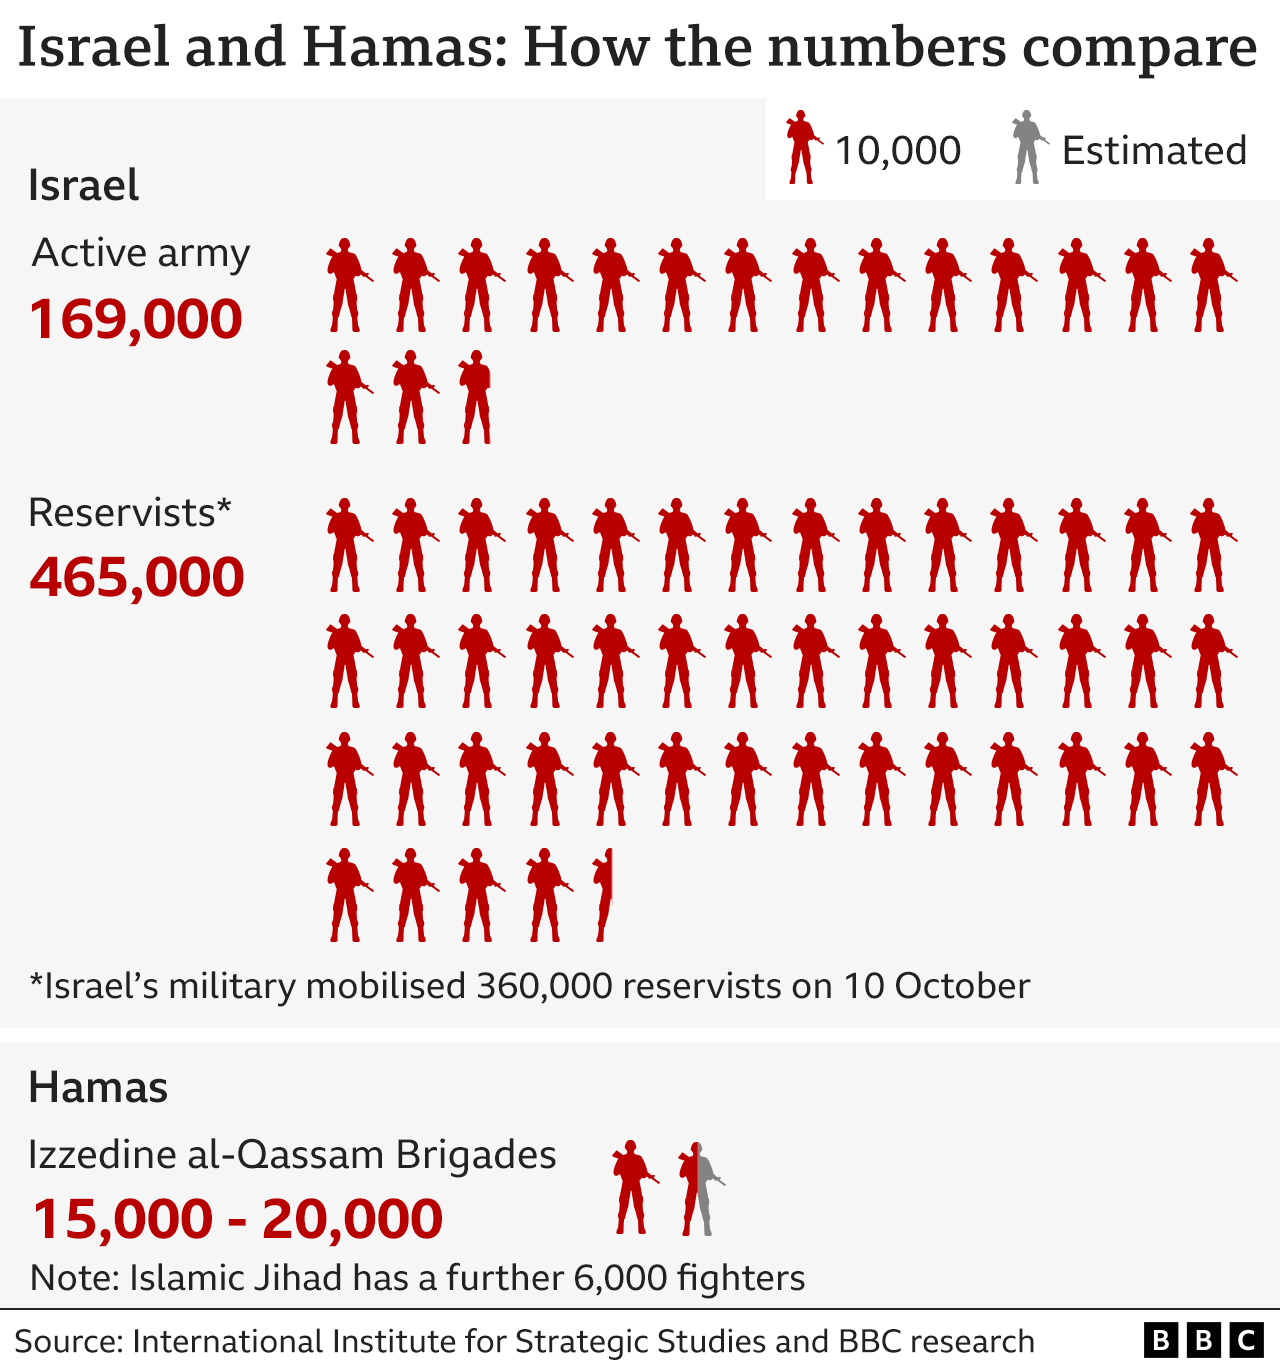 Israel and Hamas: How the numbers compare
10,000
Estimated
Israel
Active army
169,000
Reservists*
465,000
*Israel’s military mobilised 360,000 reservists on 10 October
Hamas
Izzedine al-Qassam Brigades
15,000 - 20,000
Note: Islamic Jihad has a further 6,000 fighters
Source: International Institute for Strategic Studies and BBC research
BBC